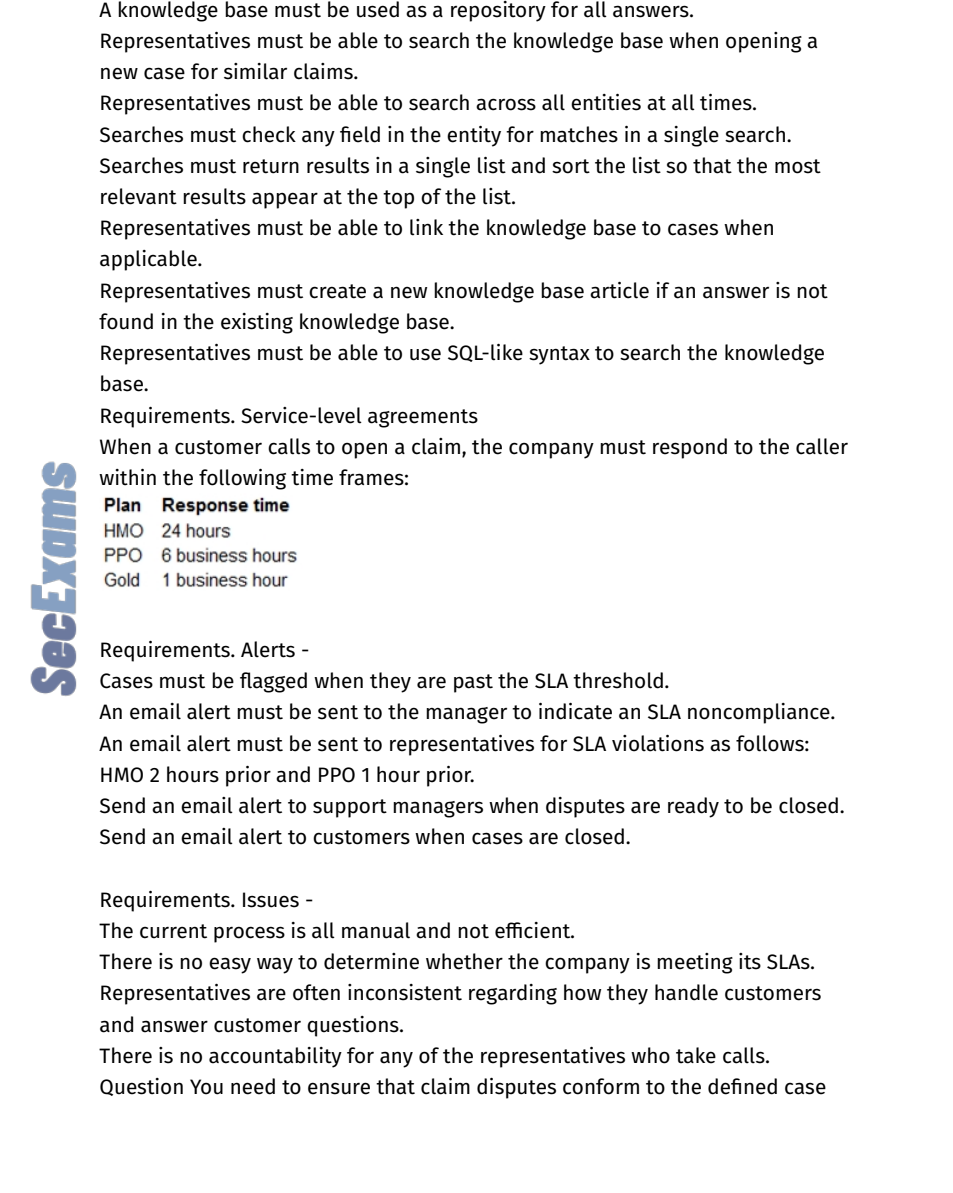 A knowledge base must be used as a repository for all answers.
Representatives must be able to search the knowledge base when opening a
new case for similar claims.
Representatives must be able to search across all entities at all times.
Searches must check any field in the entity for matches in a single search.
Searches must return results in a single list and sort the list so that the most
relevant results appear at the top of the list.
Representatives must be able to link the knowledge base to cases when
applicable.
Representatives must create a new knowledge base article if an answer is not
found in the existing knowledge base.
Representatives must be able to use SQL-like syntax to search the knowledge
base.
Requirements. Service-level agreements
When a customer calls to open a claim, the company must respond to the caller
within the following time frames:
Plan Response time
HMO 24 hours
PPO 6 business hours
Gold 1 business hour
SecExams
Requirements. Alerts -
Cases must be flagged when they are past the SLA threshold.
An email alert must be sent to the manager to indicate an SLA noncompliance.
An email alert must be sent to representatives for SLA violations as follows:
HMO 2 hours prior and PPO 1 hour prior.
Send an email alert to support managers when disputes are ready to be closed.
Send an email alert to customers when cases are closed.
Requirements. Issues -
The current process is all manual and not efficient.
There is no easy way to determine whether the company is meeting its SLAs.
Representatives are often inconsistent regarding how they handle customers
and answer customer questions.
There is no accountability for any of the representatives who take calls.
Question You need to ensure that claim disputes conform to the defined case